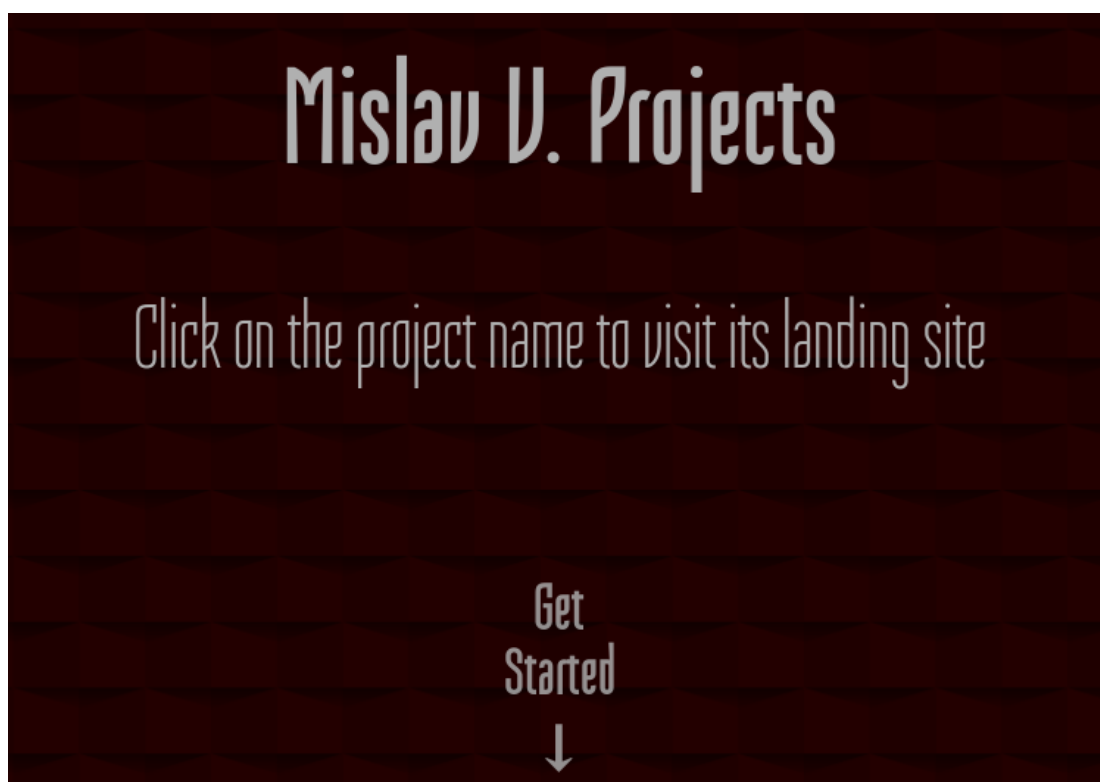 Mislav V. Projects
Click on the project name to visit its landing site
Get
Started
↓